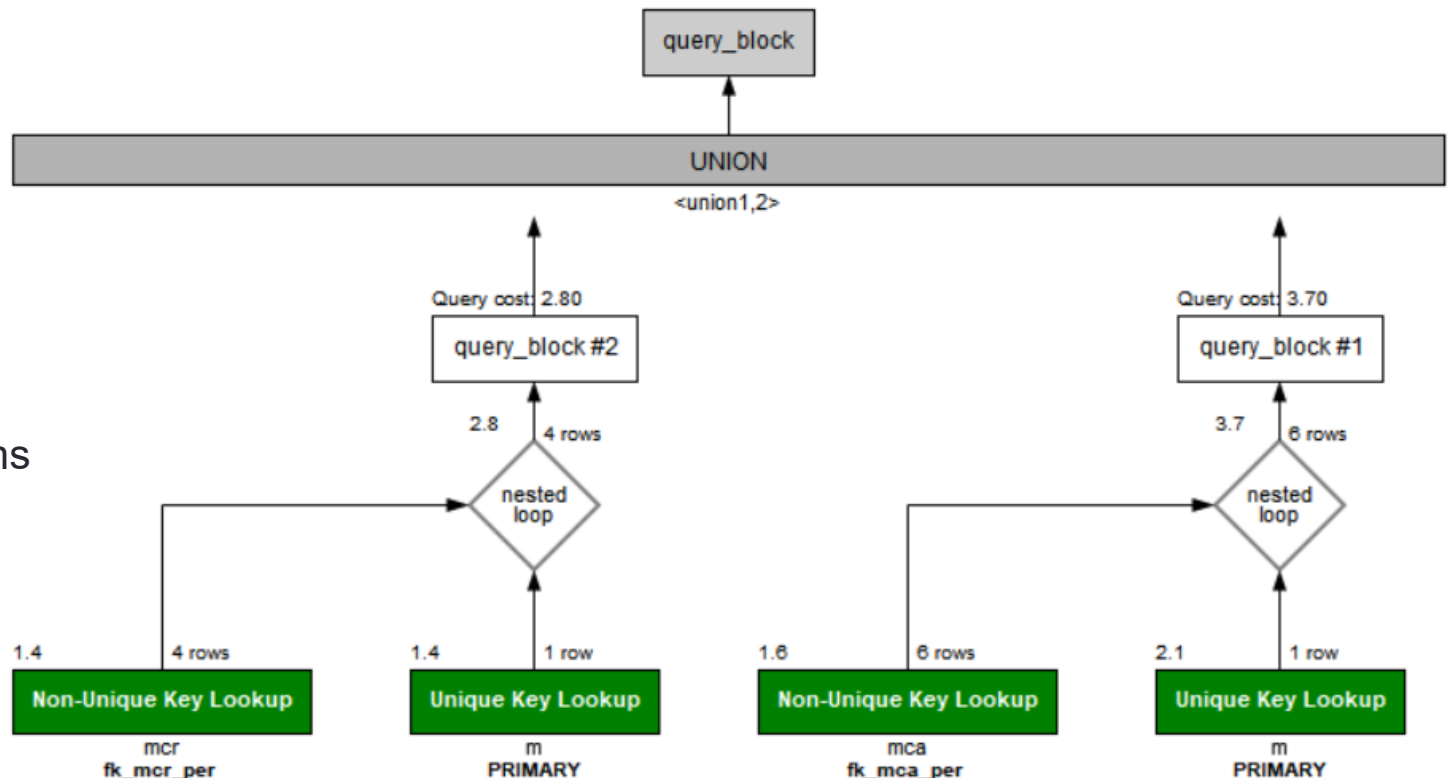 query_block
UNION
<union1,2>
Query cost: 2.80
Query cost: 3.70
query_block #2
query_block #1
2.8
4 rows
3.7
6 rows
ns
nested
loop
nested
loop
1.4
4 rows
1.4
1 row
1.6
6 rows
2.1
1 row
Non-Unique Key Lookup
Unique Key Lookup
Non-Unique Key Lookup
Unique Key Lookup
mcr
m
mca
m
fk_mcr_per
PRIMARY
fk_mca_per
PRIMARY